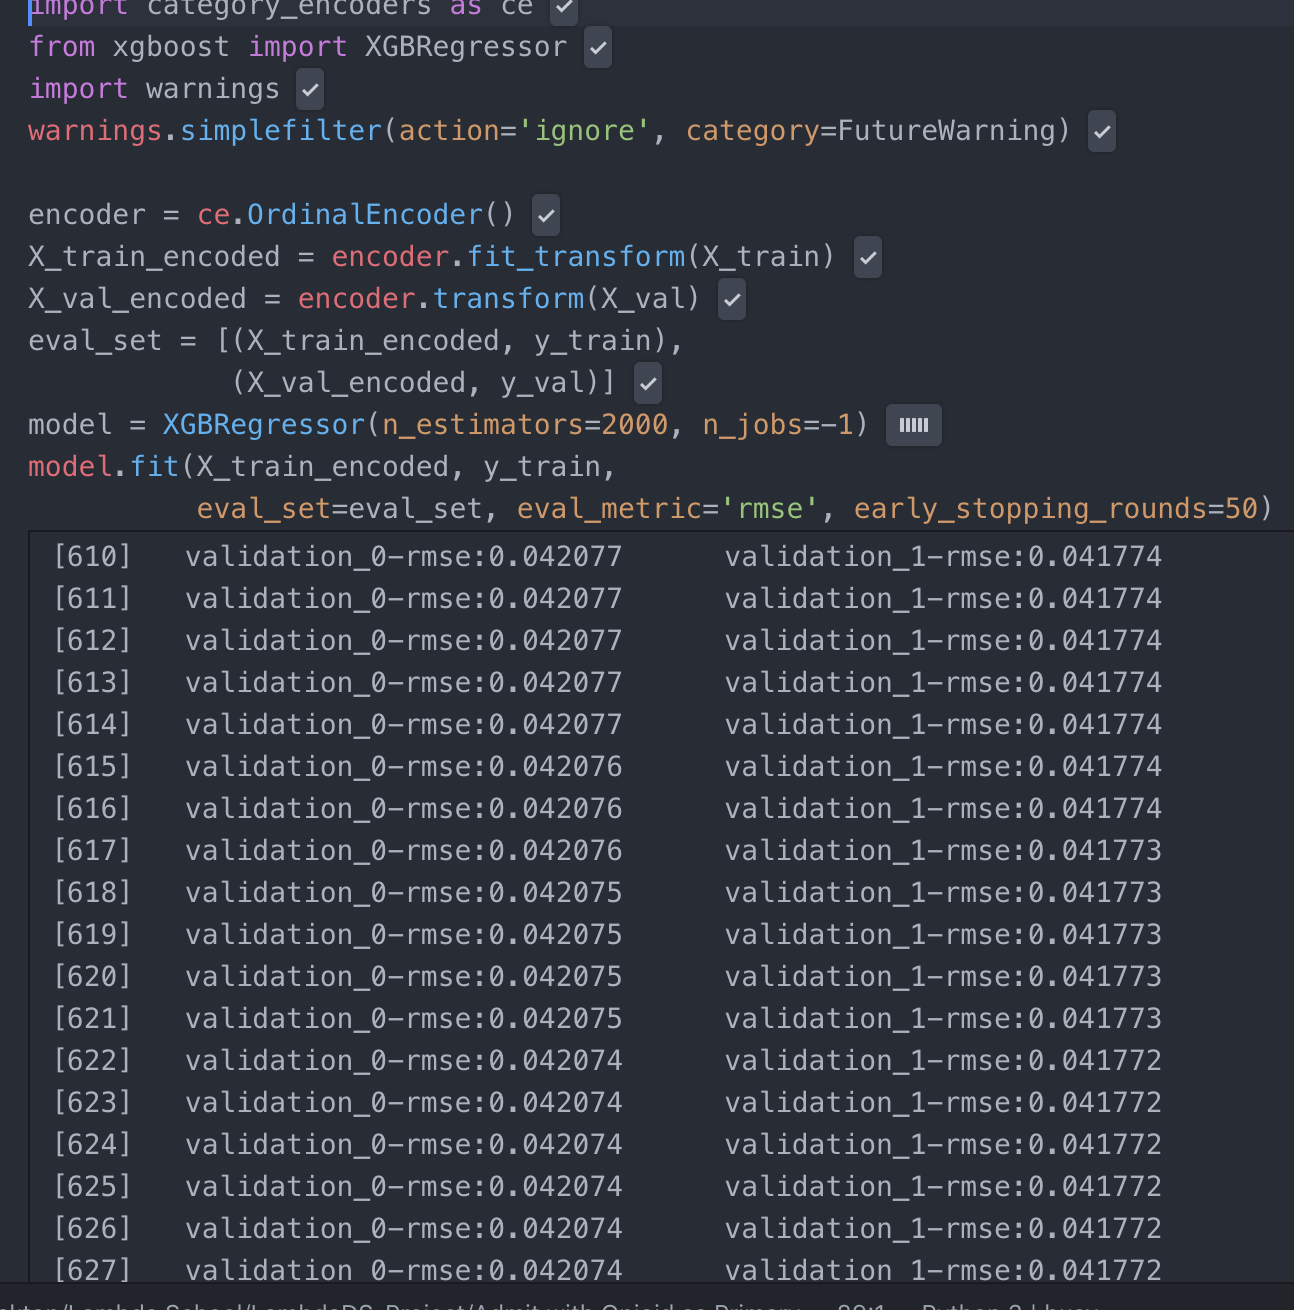 import category_encoders as ce
from xgboost import XGBRegressor
import warnings
warnings.simplefilter(action='ignore', category=FutureWarning)
encoder = ce.OrdinalEncoder()
X_train_encoded = encoder.fit_transform(X_train)
X_val_encoded = encoder.transform(X_val)
eval_set = [(X_train_encoded, y_train),
(X_val_encoded, y_val)]
model = XGBRegressor(n_estimators=2000, n_jobs=-1)
model.fit(X_train_encoded, y_train,
eval_set=eval_set, eval_metric='rmse', early_stopping_rounds=50)
[610] validation_0-rmse:0.042077 validation_1-rmse:0.041774
[611] validation_0-rmse:0.042077 validation_1-rmse:0.041774
[612] validation_0-rmse:0.042077 validation_1-rmse:0.041774
[613] validation_0-rmse:0.042077 validation_1-rmse:0.041774
[614] validation_0-rmse:0.042077 validation_1-rmse:0.041774
[615] validation_0-rmse:0.042076 validation_1-rmse:0.041774
[616] validation_0-rmse:0.042076 validation_1-rmse:0.041774
[617] validation_0-rmse:0.042076 validation_1-rmse:0.041773
[618] validation_0-rmse:0.042075 validation_1-rmse:0.041773
[619] validation_0-rmse:0.042075 validation_1-rmse:0.041773
[620] validation_0-rmse:0.042075 validation_1-rmse:0.041773
[621] validation_0-rmse:0.042075 validation_1-rmse:0.041773
[622] validation_0-rmse:0.042074 validation_1-rmse:0.041772
[623] validation_0-rmse:0.042074 validation_1-rmse:0.041772
[624] validation_0-rmse:0.042074 validation_1-rmse:0.041772
[625] validation_0-rmse:0.042074 validation_1-rmse:0.041772
[626] validation_0-rmse:0.042074 validation_1-rmse:0.041772
[627] validation_0-rmse:0.042074 validation_1-rmse:0.041772